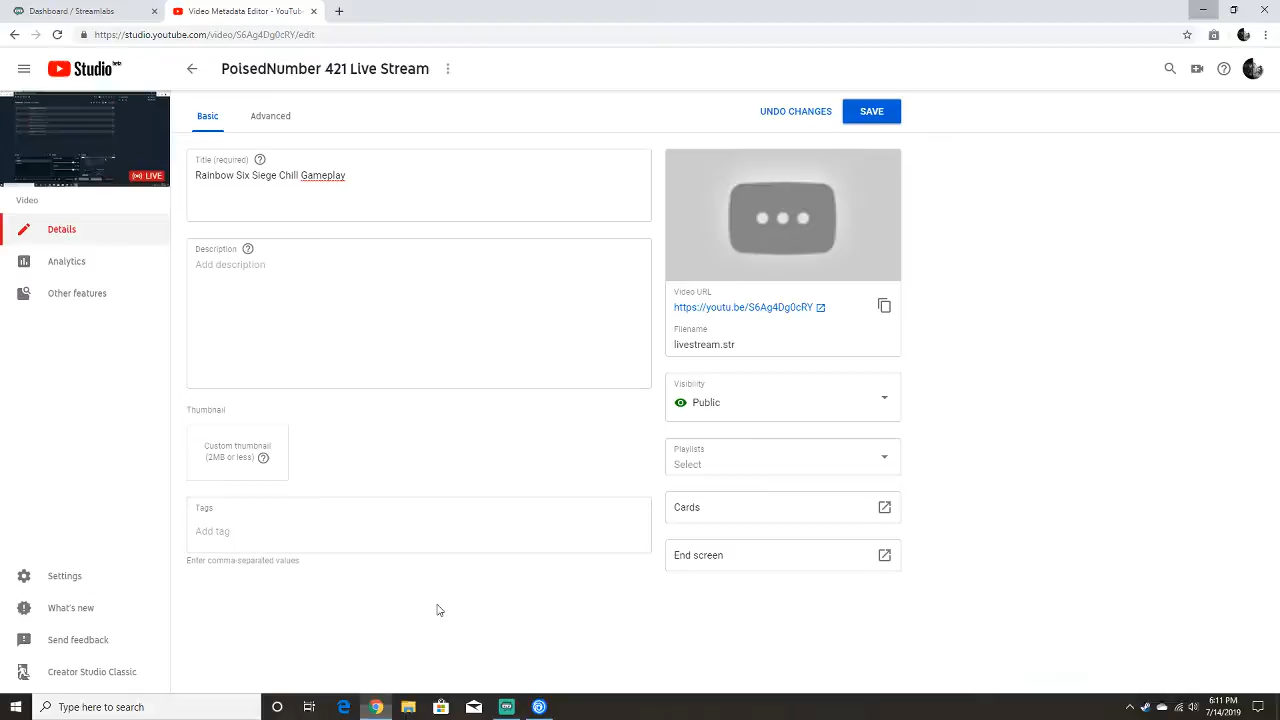 Dashboard / Streamlabs
Video Metadata Editor - YouTub
https://studio.youtube.com/video/S6Ag4Dg0cRY/edit
Studio beta
PoisedNumber 421 Live Stream
Basic
Advanced
UNDO CHANGES
SAVE
LIVE
Video
Details
Analytics
Other features
Settings
What's new
Send feedback
Creator Studio Classic
Title (required)
Rainbow Six Siege Chill Gameplay
Description
Add description
Thumbnail
Custom thumbnail
(2MB or less)
Tags
Add tag
Enter comma-separated values
Video URL
https://youtu.be/S6Ag4Dg0cRY
Filename
livestream.str
Visibility
Public
Playlists
Select
Cards
End screen
Type here to search
6:11 PM
7/14/2019